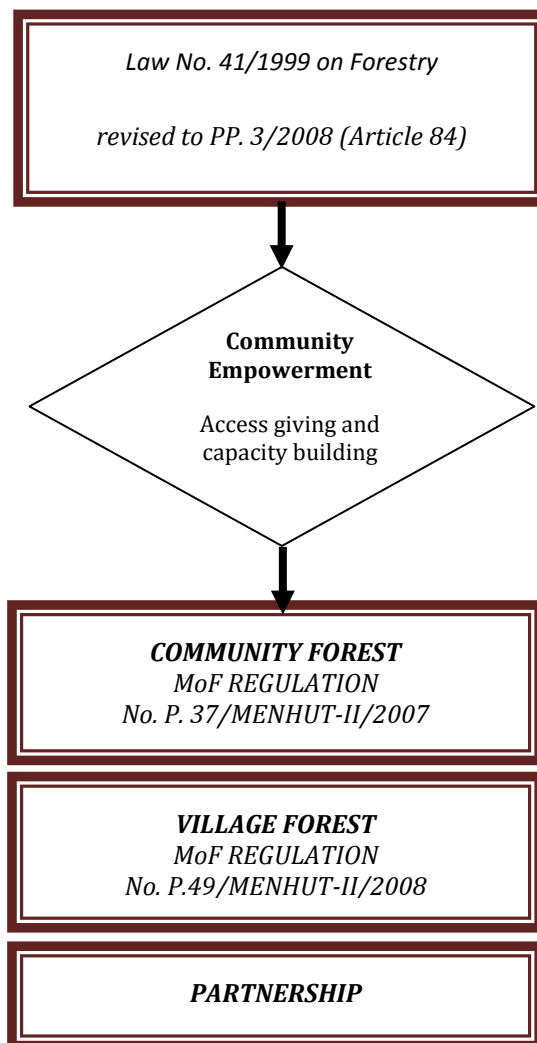 Law No. 41/1999 on Forestry
revised to PP. 3/2008 (Article 84)
Community
Empowerment
Access giving and
capacity building
COMMUNITY FOREST
MoF REGULATION
No. P. 37/MENHUT-II/2007
VILLAGE FOREST
MoF REGULATION
No. P.49/MENHUT-II/2008
PARTNERSHIP